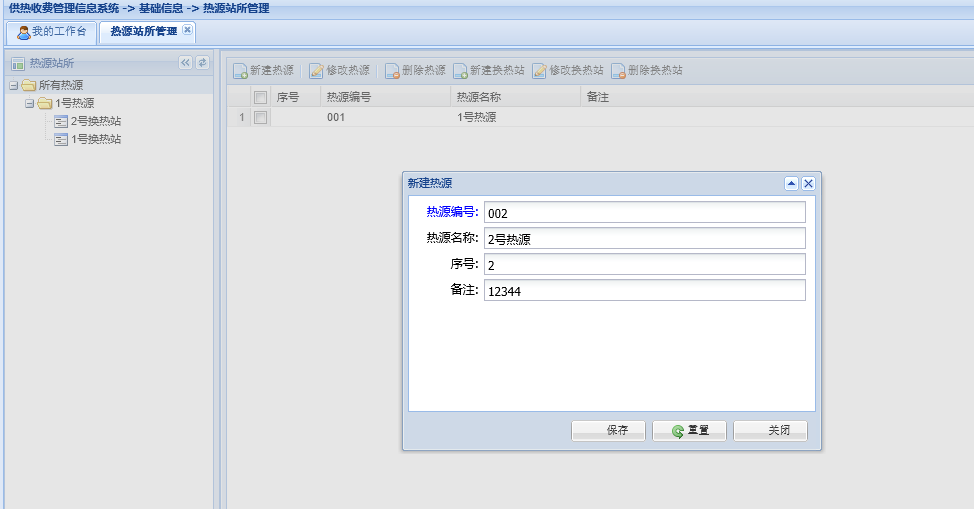 供热收费管理信息系统 -> 基础信息 -> 热源站所管理
我的工作台 热源站所管理
热源站所
新建热源 修改热源 删除热源 新建换热站 修改换热站 删除换热站
所有热源
1号热源
2号换热站
1号换热站
序号 热源编号 热源名称 备注
1 001 1号热源
新建热源
热源编号: 002
热源名称: 2号热源
序号: 2
备注: 12344
保存 重置 关闭